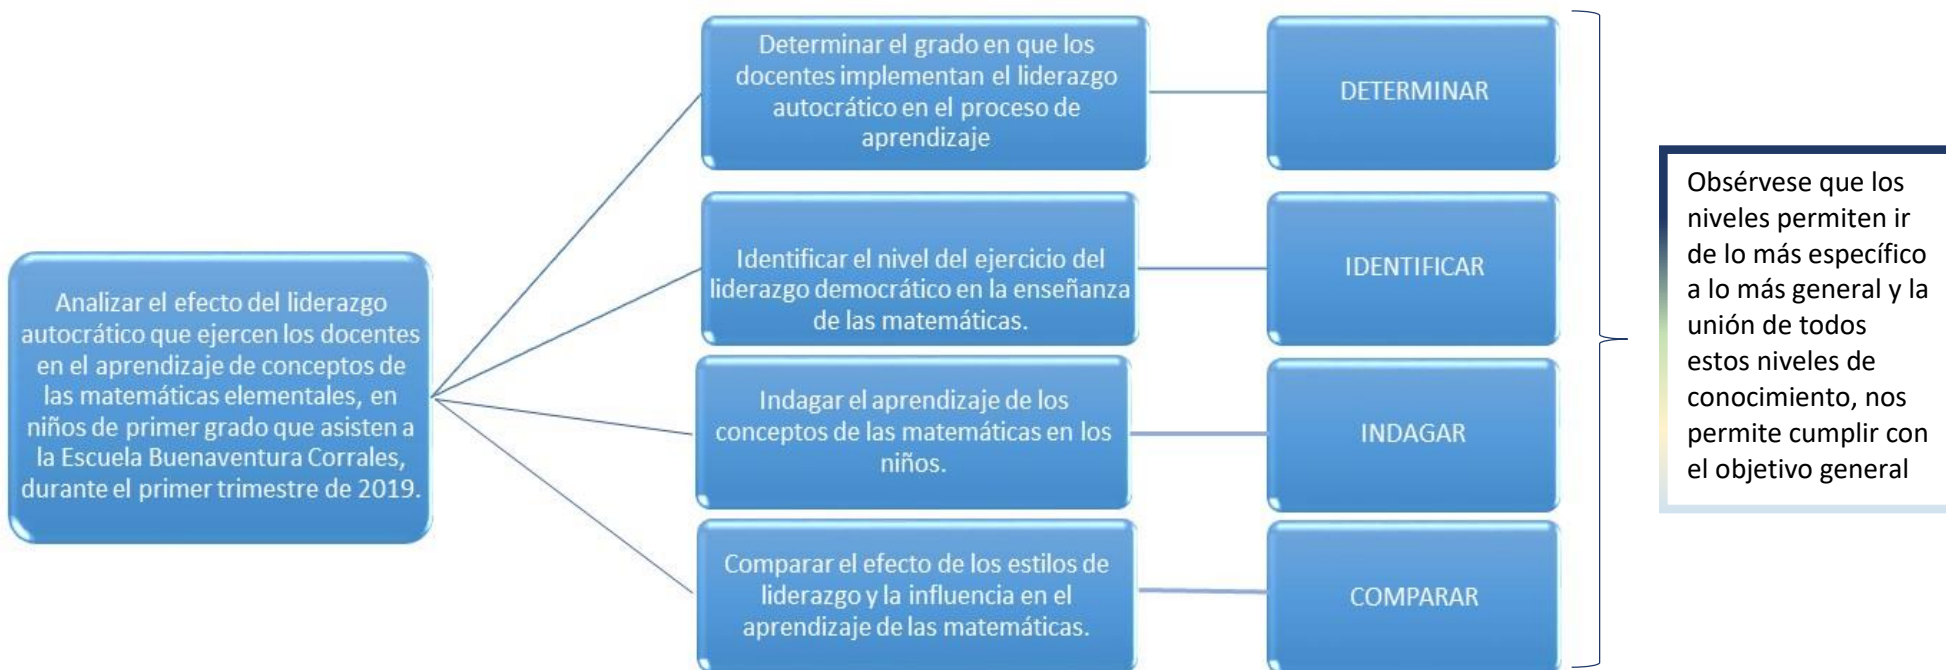 Analizar el efecto del liderazgo
autocrático que ejercen los docentes
en el aprendizaje de conceptos de
las matemáticas elementales, en
niños de primer grado que asisten a
la Escuela Buenaventura Corrales,
durante el primer trimestre de 2019.
Determinar el grado en que los
docentes implementan el liderazgo
autocrático en el proceso de
aprendizaje
DETERMINAR
Identificar el nivel del ejercicio del
liderazgo democrático en la enseñanza
de las matemáticas.
IDENTIFICAR
Indagar el aprendizaje de los
conceptos de las matemáticas en los
niños.
INDAGAR
Comparar el efecto de los estilos de
liderazgo y la influencia en el
aprendizaje de las matemáticas.
COMPARAR
Obsérvese que los
niveles permiten ir
de lo más específico
a lo más general y la
unión de todos
estos niveles de
conocimiento, nos
permite cumplir con
el objetivo general